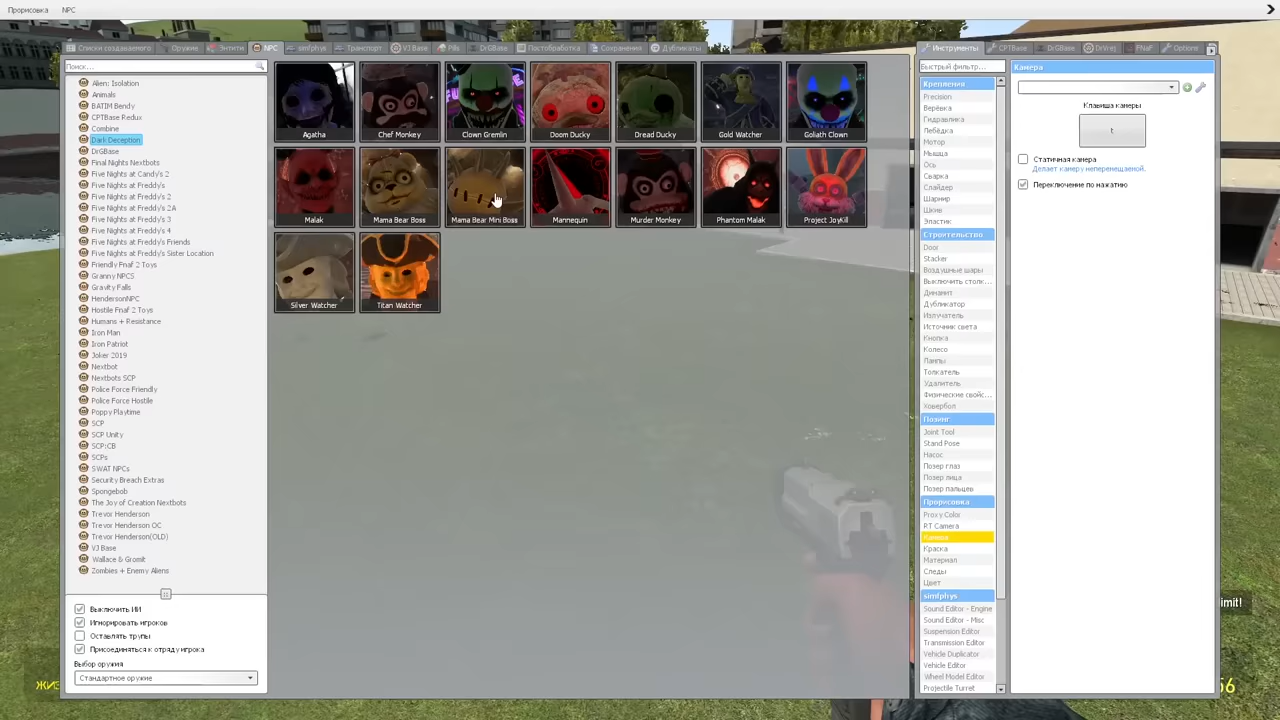 Прорисовка NPC
Списки создаваемого Оружие Энтити NPC simfphys Транспорт VJ Base Pills DrGBase Постобработка Сохранения Дубликаты
Поиск...
Alien: Isolation
Animals
BATIM Bendy
CPTBase Redux
Combine
Dark Deception
DrGBase
Final Nights Nextbots
Five Nights at Candy's 2
Five Nights at Freddy's
Five Nights at Freddy's 2
Five Nights at Freddy's 2A
Five Nights at Freddy's 3
Five Nights at Freddy's 4
Five Nights at Freddy's Friends
Five Nights at Freddy's Sister Location
Friendly Fnaf 2 Toys
Granny NPCS
Gravity Falls
HendersonNPC
Hostile Fnaf 2 Toys
Humans + Resistance
Iron Man
Iron Patriot
Joker 2019
Nextbot
Nextbots SCP
Police Force Friendly
Police Force Hostile
Poppy Playtime
SCP
SCP Unity
SCP:CB
SCPs
SWAT NPCs
Security Breach Extras
Spongebob
The Joy of Creation Nextbots
Trevor Henderson
Trevor Henderson OC
Trevor Henderson(OLD)
VJ Base
Wallace & Gromit
Zombies + Enemy Aliens
Выключить ИИ
Игнорировать игроков
Оставлять трупы
Присоединяться к отряду игрока
Выбор оружия
Стандартное оружие
Agatha Chef Monkey Clown Gremlin Doom Ducky Dread Ducky Gold Watcher Goliath Clown
Malak Mama Bear Boss Mama Bear Mini Boss Mannequin Murder Monkey Phantom Malak Project JoyKill
Silver Watcher Titan Watcher
Инструменты CPTBase DrGBase DrVrej FNaF Options
Быстрый фильтр...
Крепления
Precision
Верёвка
Гидравлика
Лебёдка
Мотор
Мышца
Ось
Сварка
Слайдер
Шарнир
Шкив
Эластик
Строительство
Door
Stacker
Воздушные шары
Выключить столк...
Динамит
Дубликатор
Излучатель
Источник света
Кнопка
Колесо
Лампы
Толкатель
Удалитель
Физические свойс...
Ховербол
Позинг
Joint Tool
Stand Pose
Насос
Позер глаз
Позер лица
Позер пальцев
Прорисовка
Proxy Color
RT Camera
Камера
Краска
Материал
Следы
Цвет
simfphys
Sound Editor - Engine
Sound Editor - Misc
Suspension Editor
Transmission Editor
Vehicle Duplicator
Vehicle Editor
Wheel Model Editor
Projectile Turret
Камера
Клавиша камеры
t
Статичная камера
Делает камеру неперемещаемой.
Переключение по нажатию
imit!